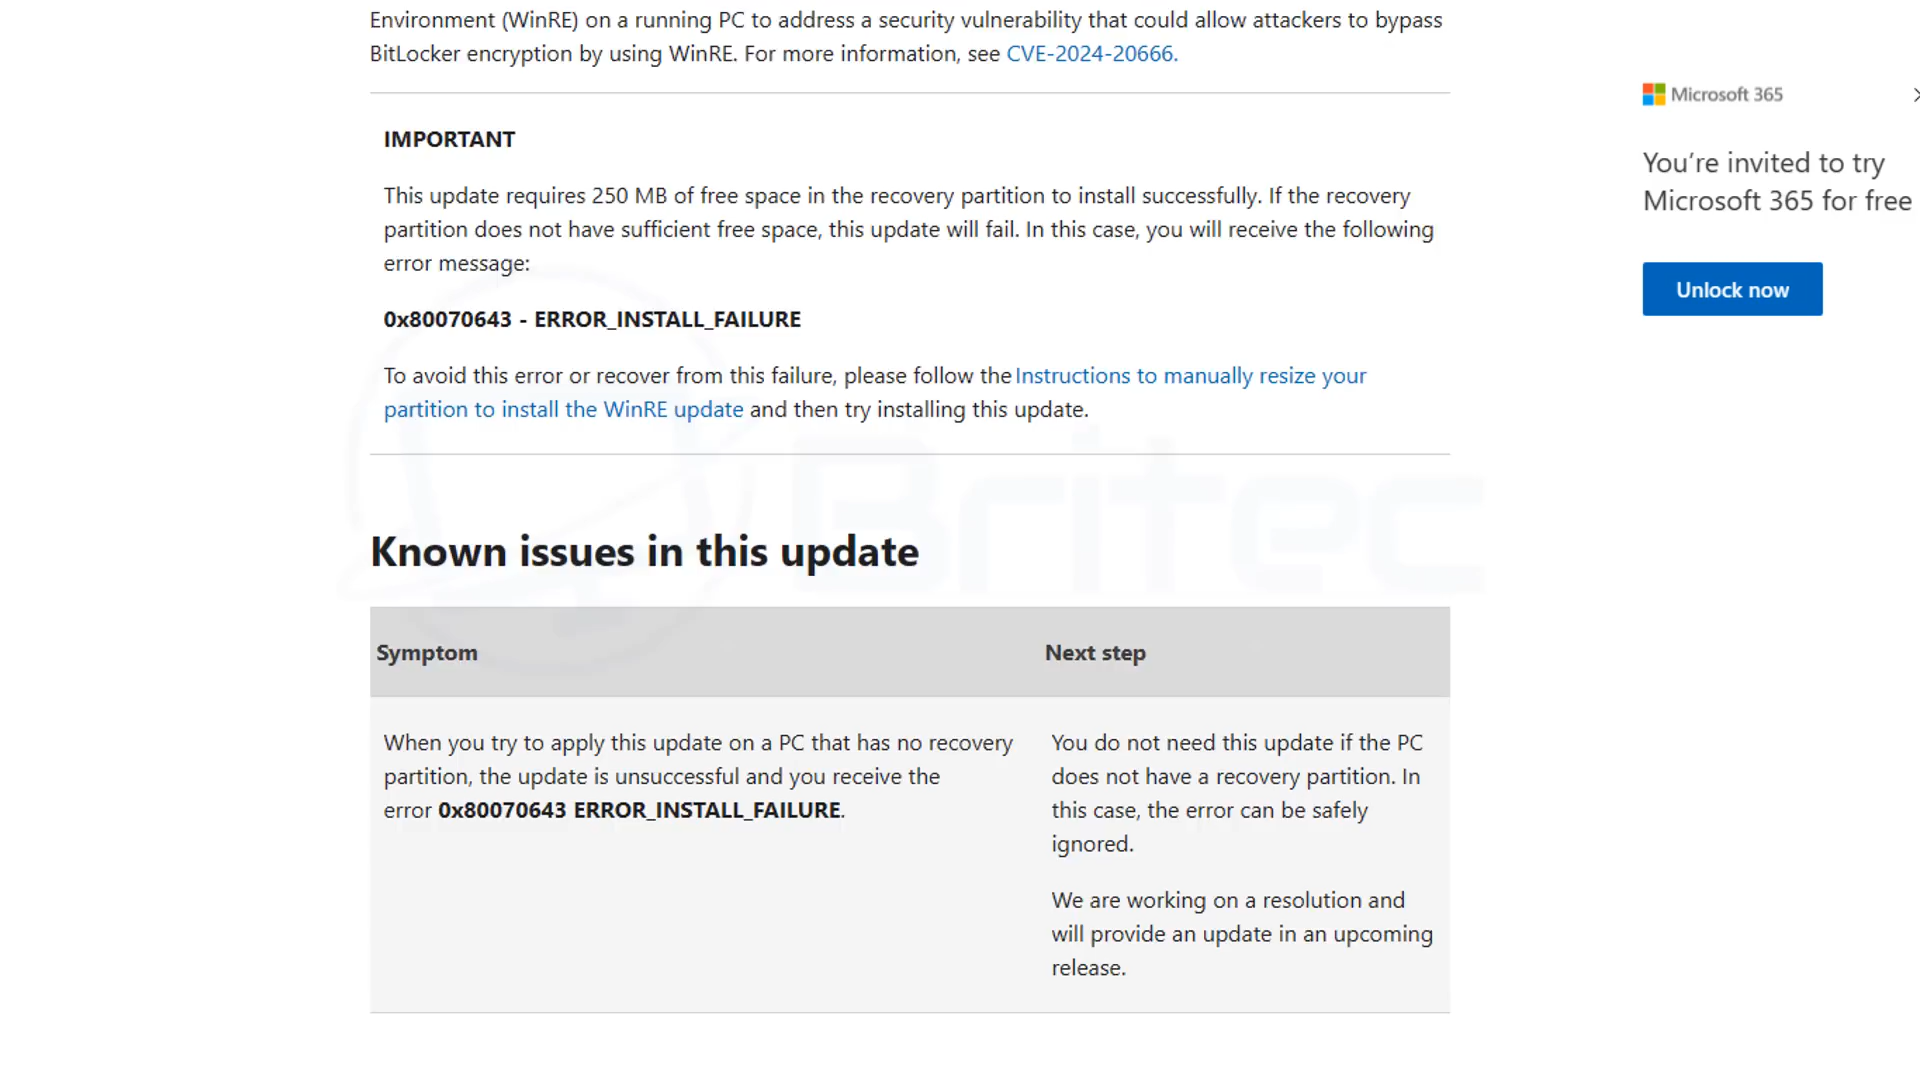 Environment (WinRE) on a running PC to address a security vulnerability that could allow attackers to bypass
BitLocker encryption by using WinRE. For more information, see CVE-2024-20666.
IMPORTANT
This update requires 250 MB of free space in the recovery partition to install successfully. If the recovery
partition does not have sufficient free space, this update will fail. In this case, you will receive the following
error message:
0x80070643 - ERROR_INSTALL_FAILURE
To avoid this error or recover from this failure, please follow the Instructions to manually resize your
partition to install the WinRE update and then try installing this update.
Britec
Known issues in this update
Symptom
Next step
When you try to apply this update on a PC that has no recovery
partition, the update is unsuccessful and you receive the
error 0x80070643 ERROR_INSTALL_FAILURE.
You do not need this update if the PC
does not have a recovery partition. In
this case, the error can be safely
ignored.
We are working on a resolution and
will provide an update in an upcoming
release.
Microsoft 365
You're invited to try
Microsoft 365 for free
Unlock now